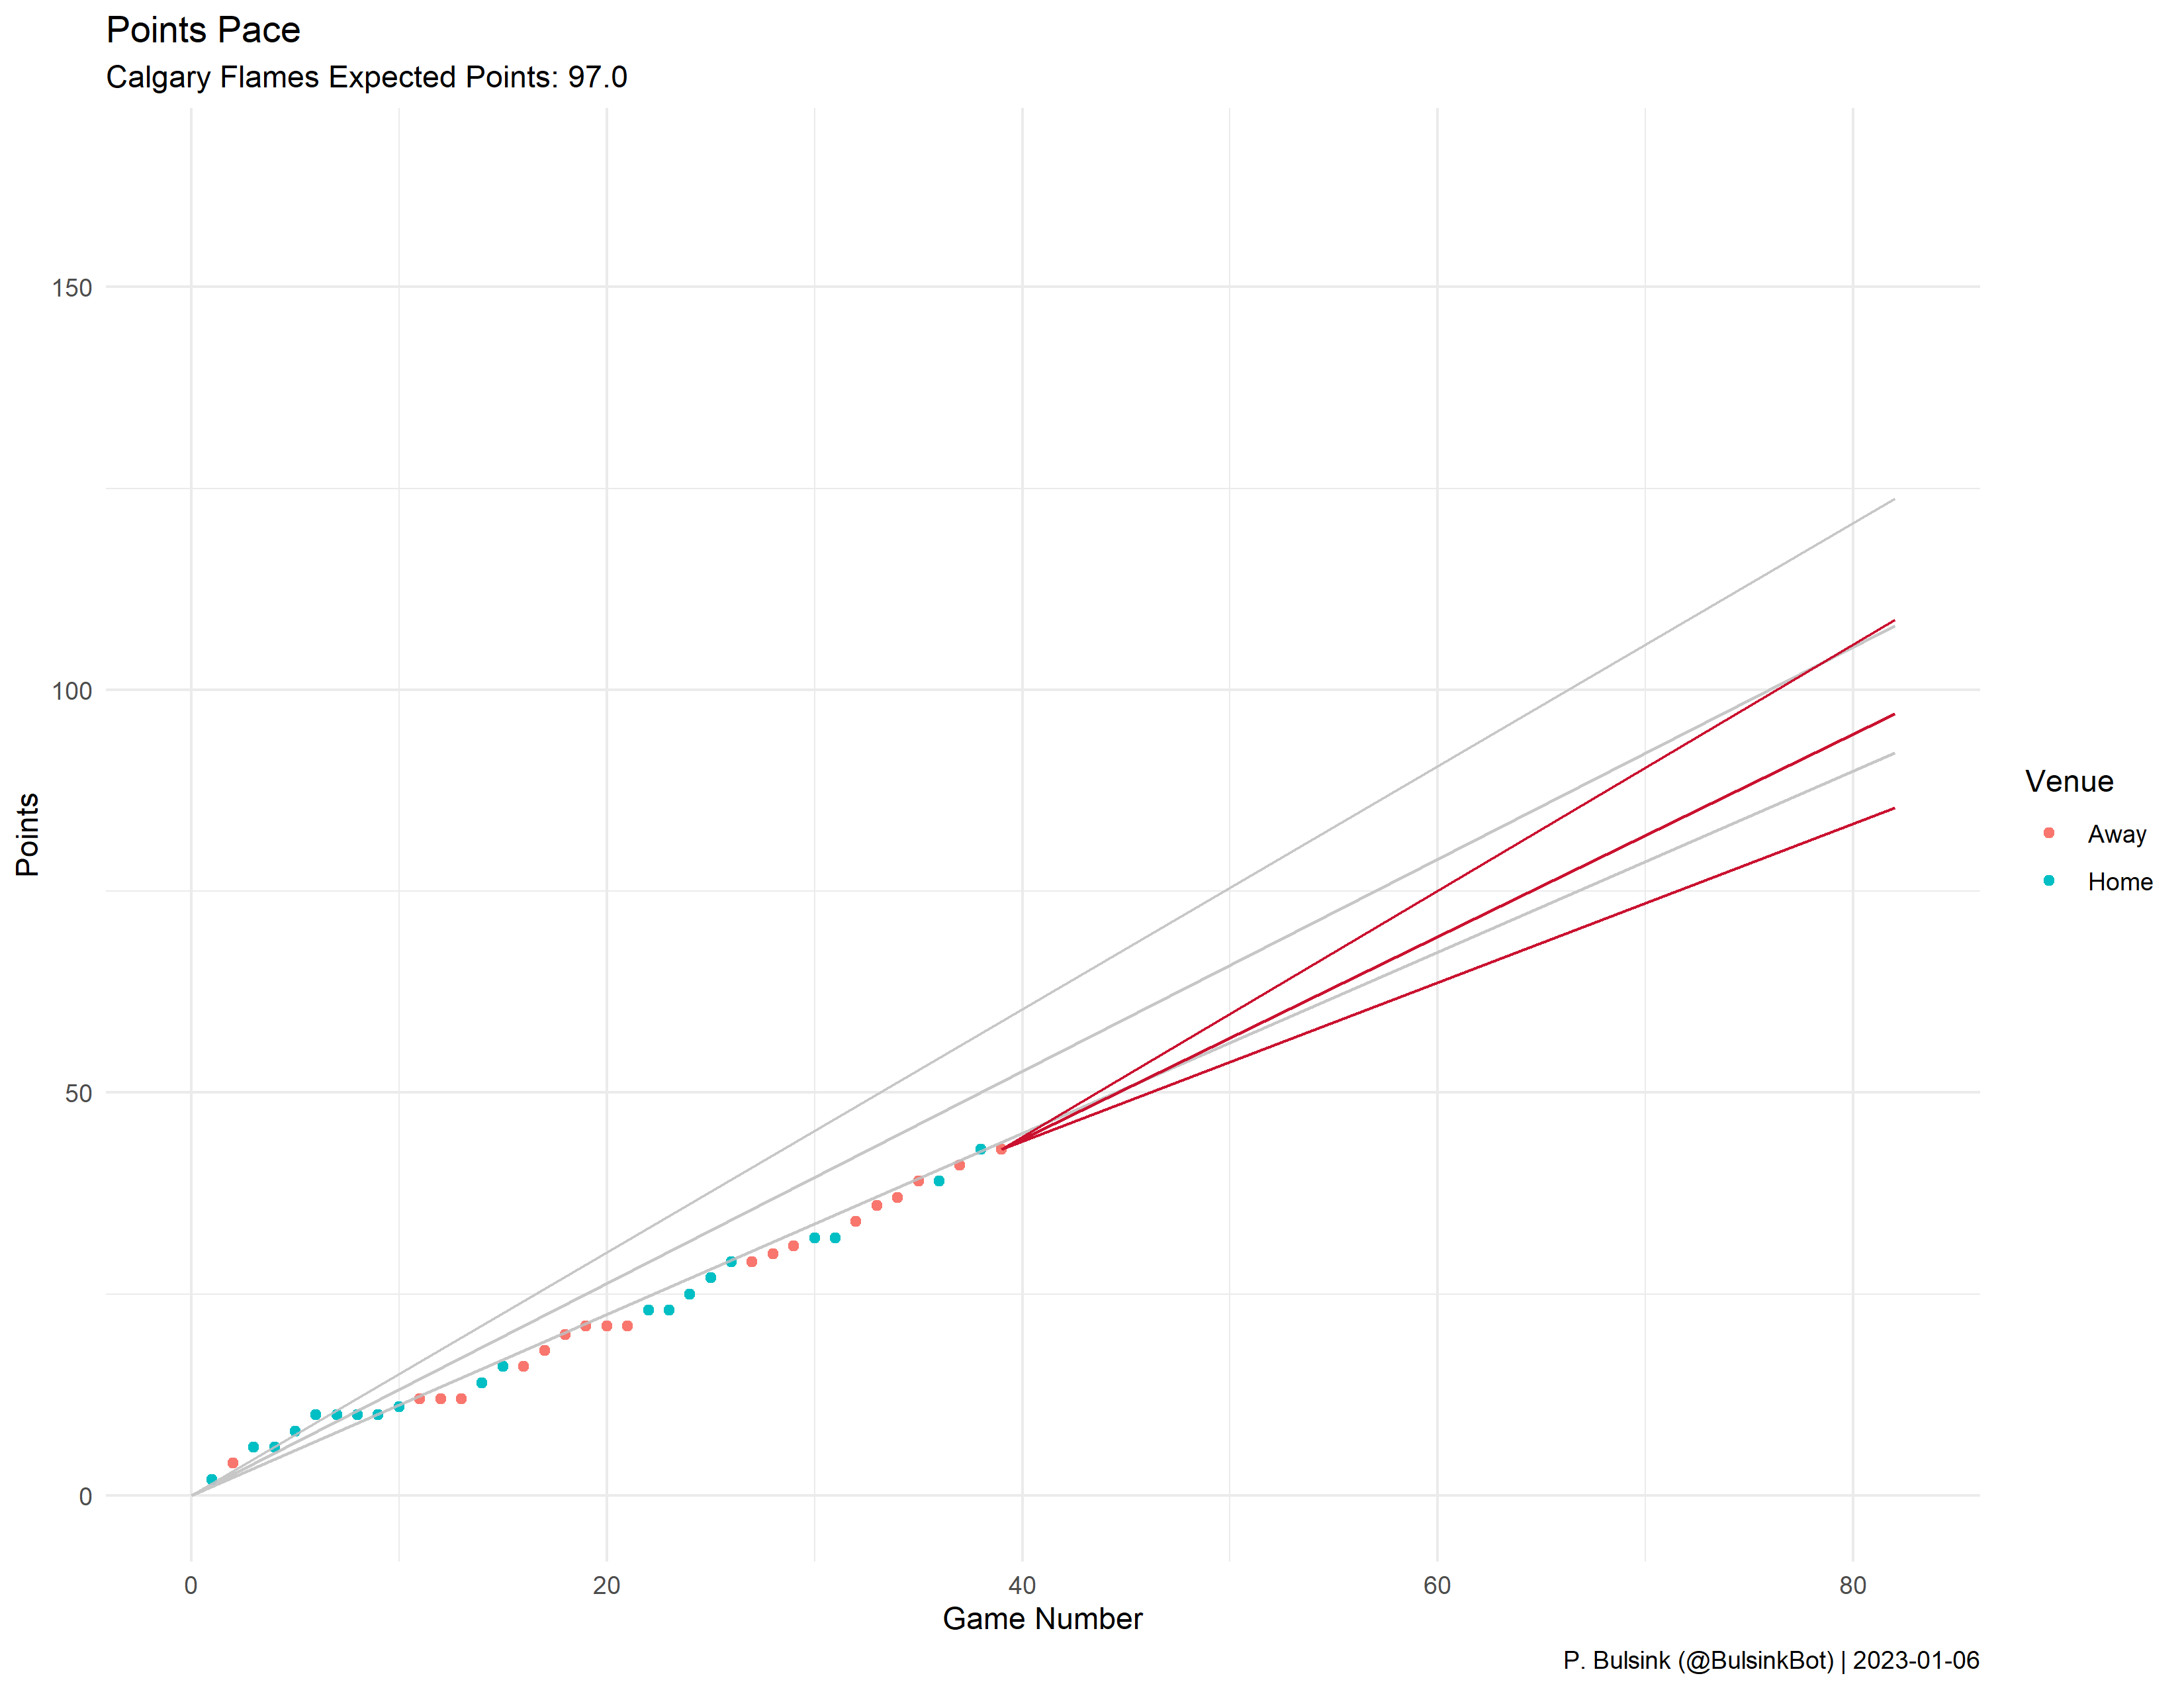 Points Pace
Calgary Flames Expected Points: 97.0
150
100
50
0
Points
0 20 40 60 80
Game Number
Venue
Away
Home
P. Bulsink (@BulsinkBot) | 2023-01-06